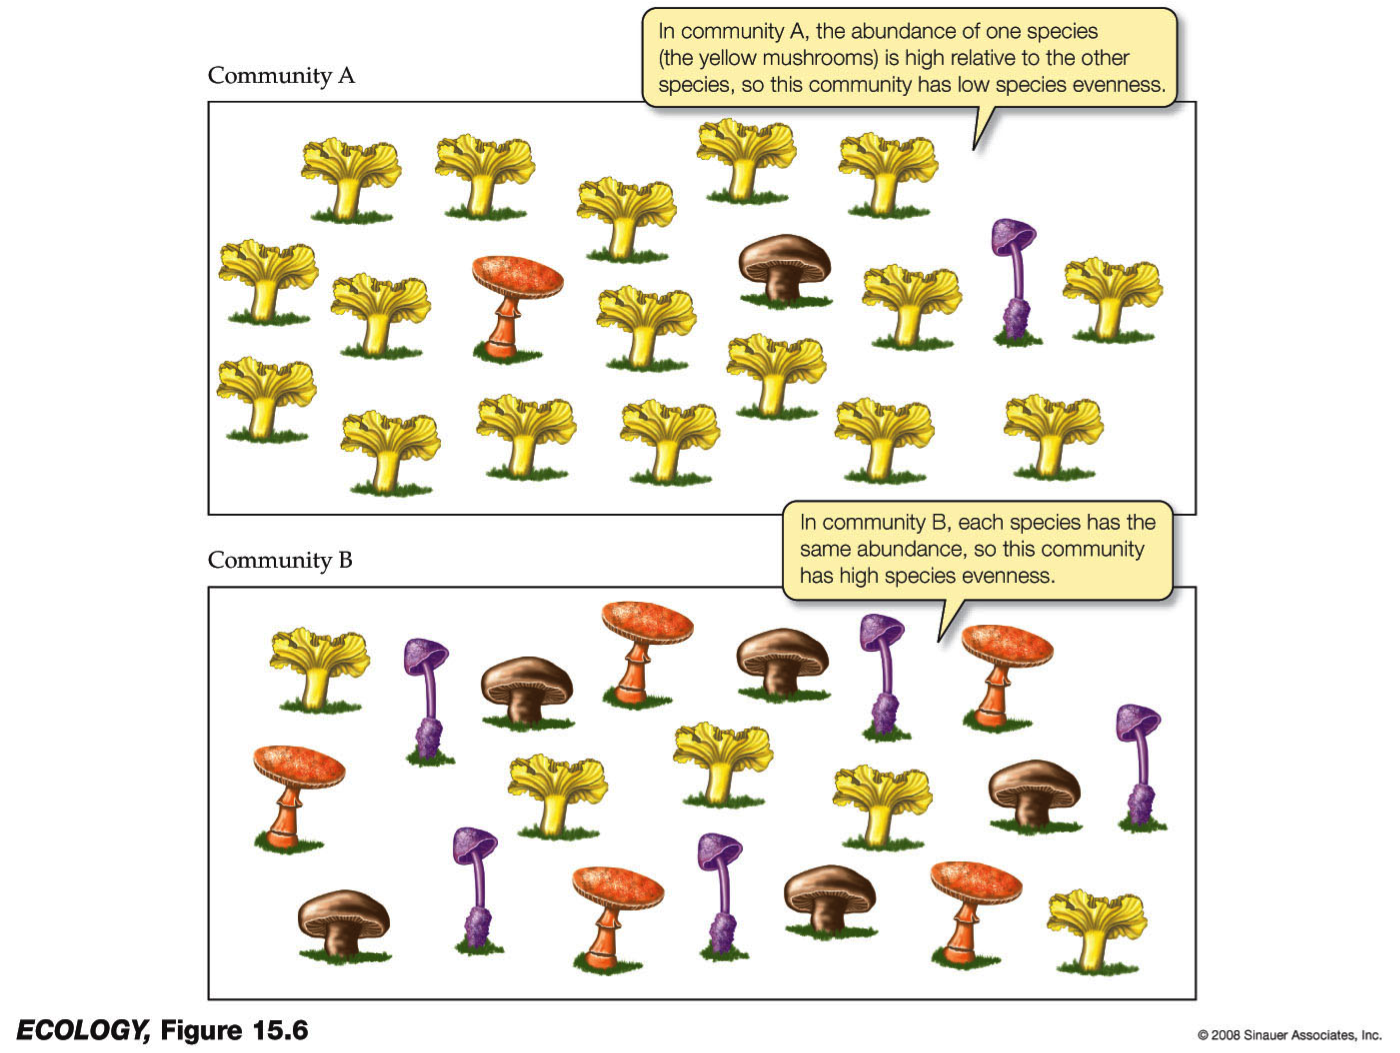 In community A, the abundance of one species
(the yellow mushrooms) is high relative to the other
species, so this community has low species evenness.
Community A
In community B, each species has the
same abundance, so this community
has high species evenness.
Community B
ECOLOGY, Figure 15.6
© 2008 Sinauer Associates, Inc.